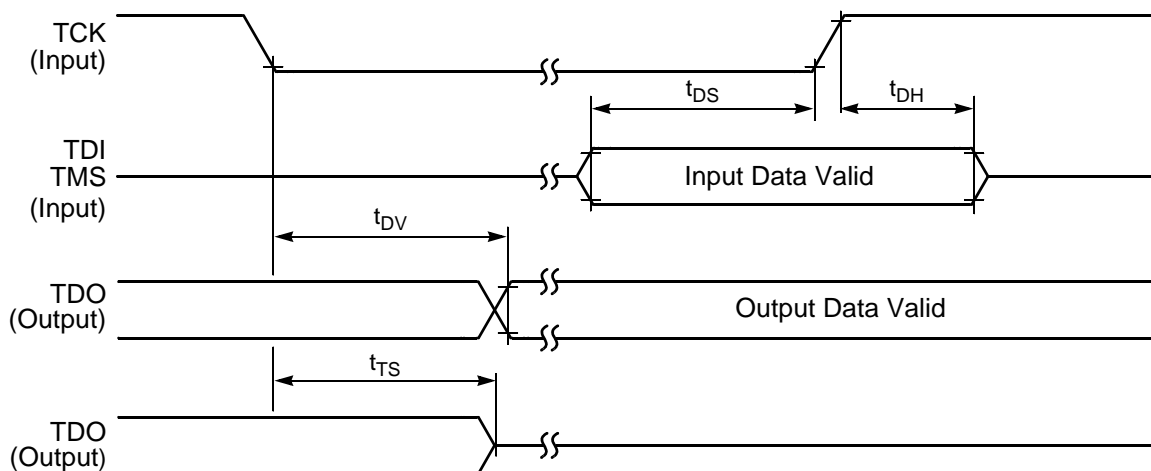 TCK
(Input)
tDS
tDH
TDI
TMS
(Input)
Input Data Valid
tDV
TDO
(Output)
Output Data Valid
tTS
TDO
(Output)